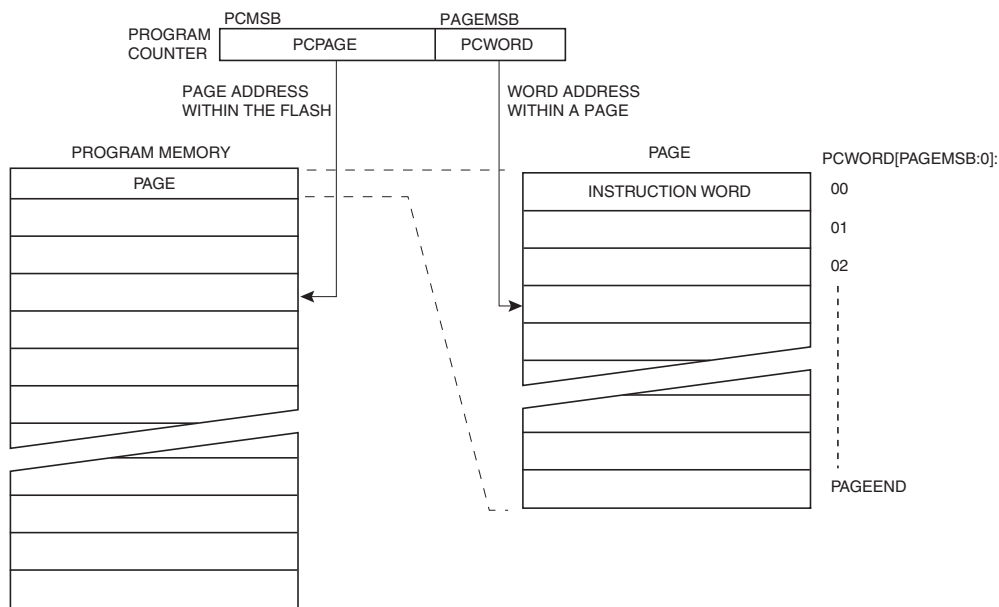 PCMSB
PAGEMSB
PROGRAM
COUNTER
PCPAGE
PCWORD
PAGE ADDRESS
WITHIN THE FLASH
WORD ADDRESS
WITHIN A PAGE
PROGRAM MEMORY
PAGE
PAGE
INSTRUCTION WORD
PCWORD[PAGEMSB:0]:
00
01
02
PAGEEND